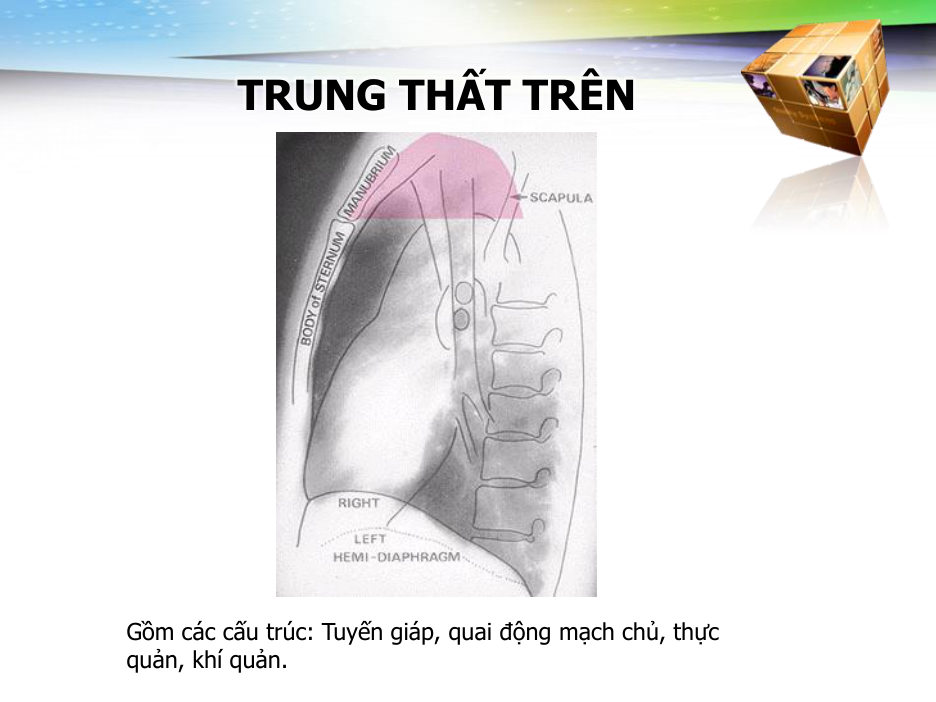 TRUNG THẤT TRÊN
MANUBRIUM
SCAPULA
BODY of STERNUM
RIGHT
LEFT
HEMI-DIAPHRAGM
Gồm các cấu trúc: Tuyến giáp, quai động mạch chủ, thực
quản, khí quản.